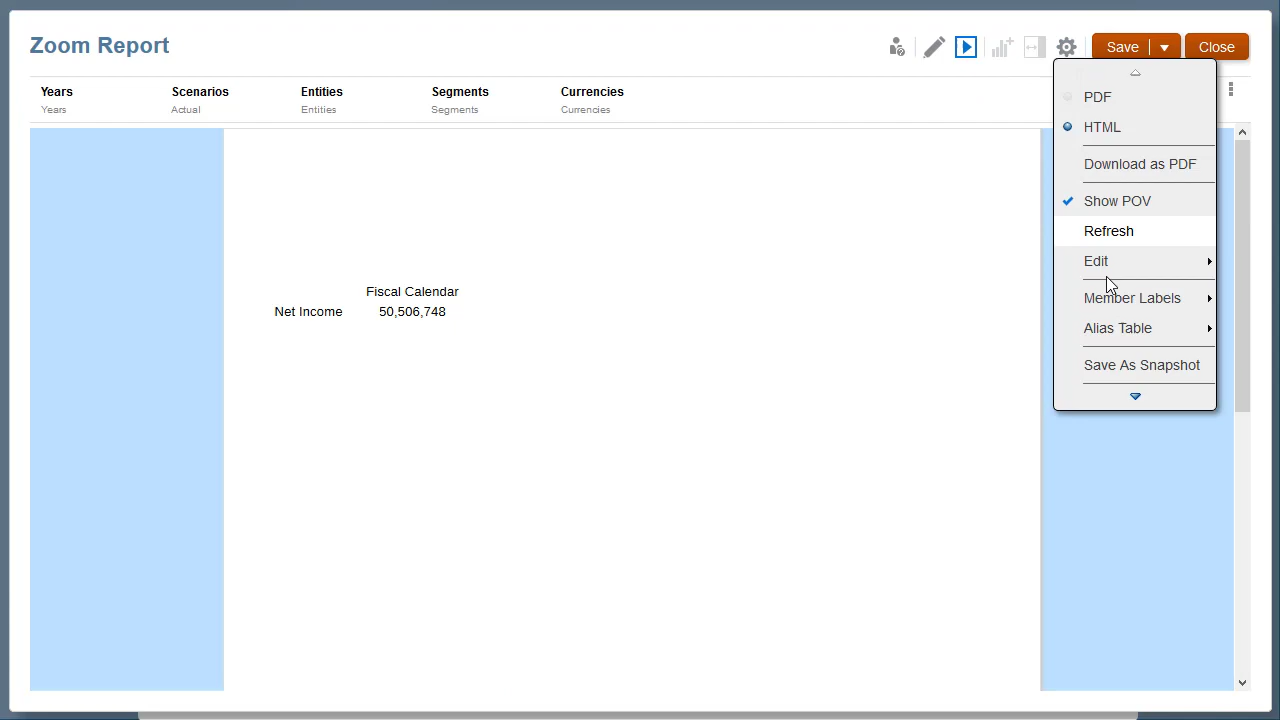 Zoom Report
Save
Close
Years
Scenarios
Entities
Segments
Currencies
Years
Actual
Entities
Segments
Currencies
PDF
HTML
Download as PDF
Show POV
Refresh
Edit
Member Labels
Alias Table
Save As Snapshot
Fiscal Calendar
Net Income 50,506,748